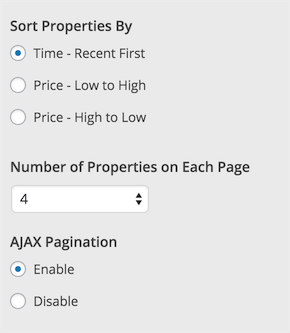 Sort Properties By
Time - Recent First
Price - Low to High
Price - High to Low
Number of Properties on Each Page
4
AJAX Pagination
Enable
Disable